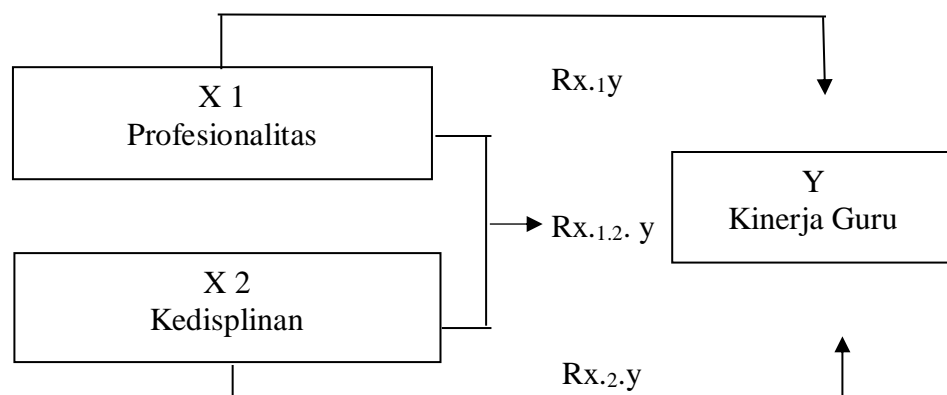 X 1
Profesionalitas
Rx.₁y
Y
Kinerja Guru
Rx.₁.₂. y
X 2
Kedisplinan
Rx.₂.y